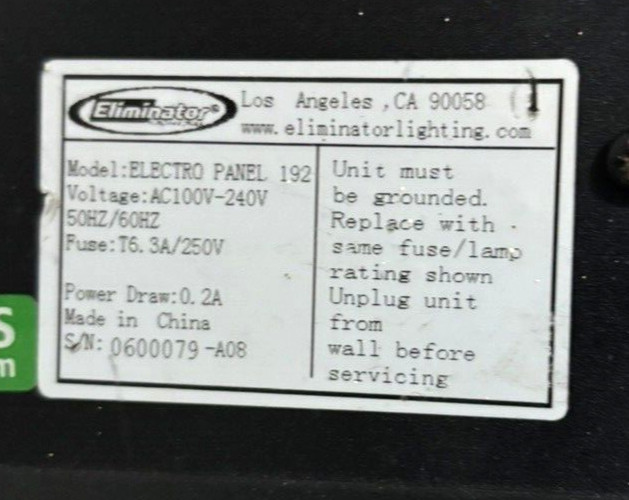 Eliminator®
Los Angeles ,CA 90058
www.eliminatorlighting.com
Model:ELECTRO PANEL 192
Voltage:AC100V-240V
50HZ/60HZ
Fuse:T6.3A/250V
Power Draw:0.2A
Made in China
S/N: 0600079-A08
Unit must
be grounded.
Replace with
same fuse/lamp
rating shown
Unplug unit
from
wall before
servicing
S
m